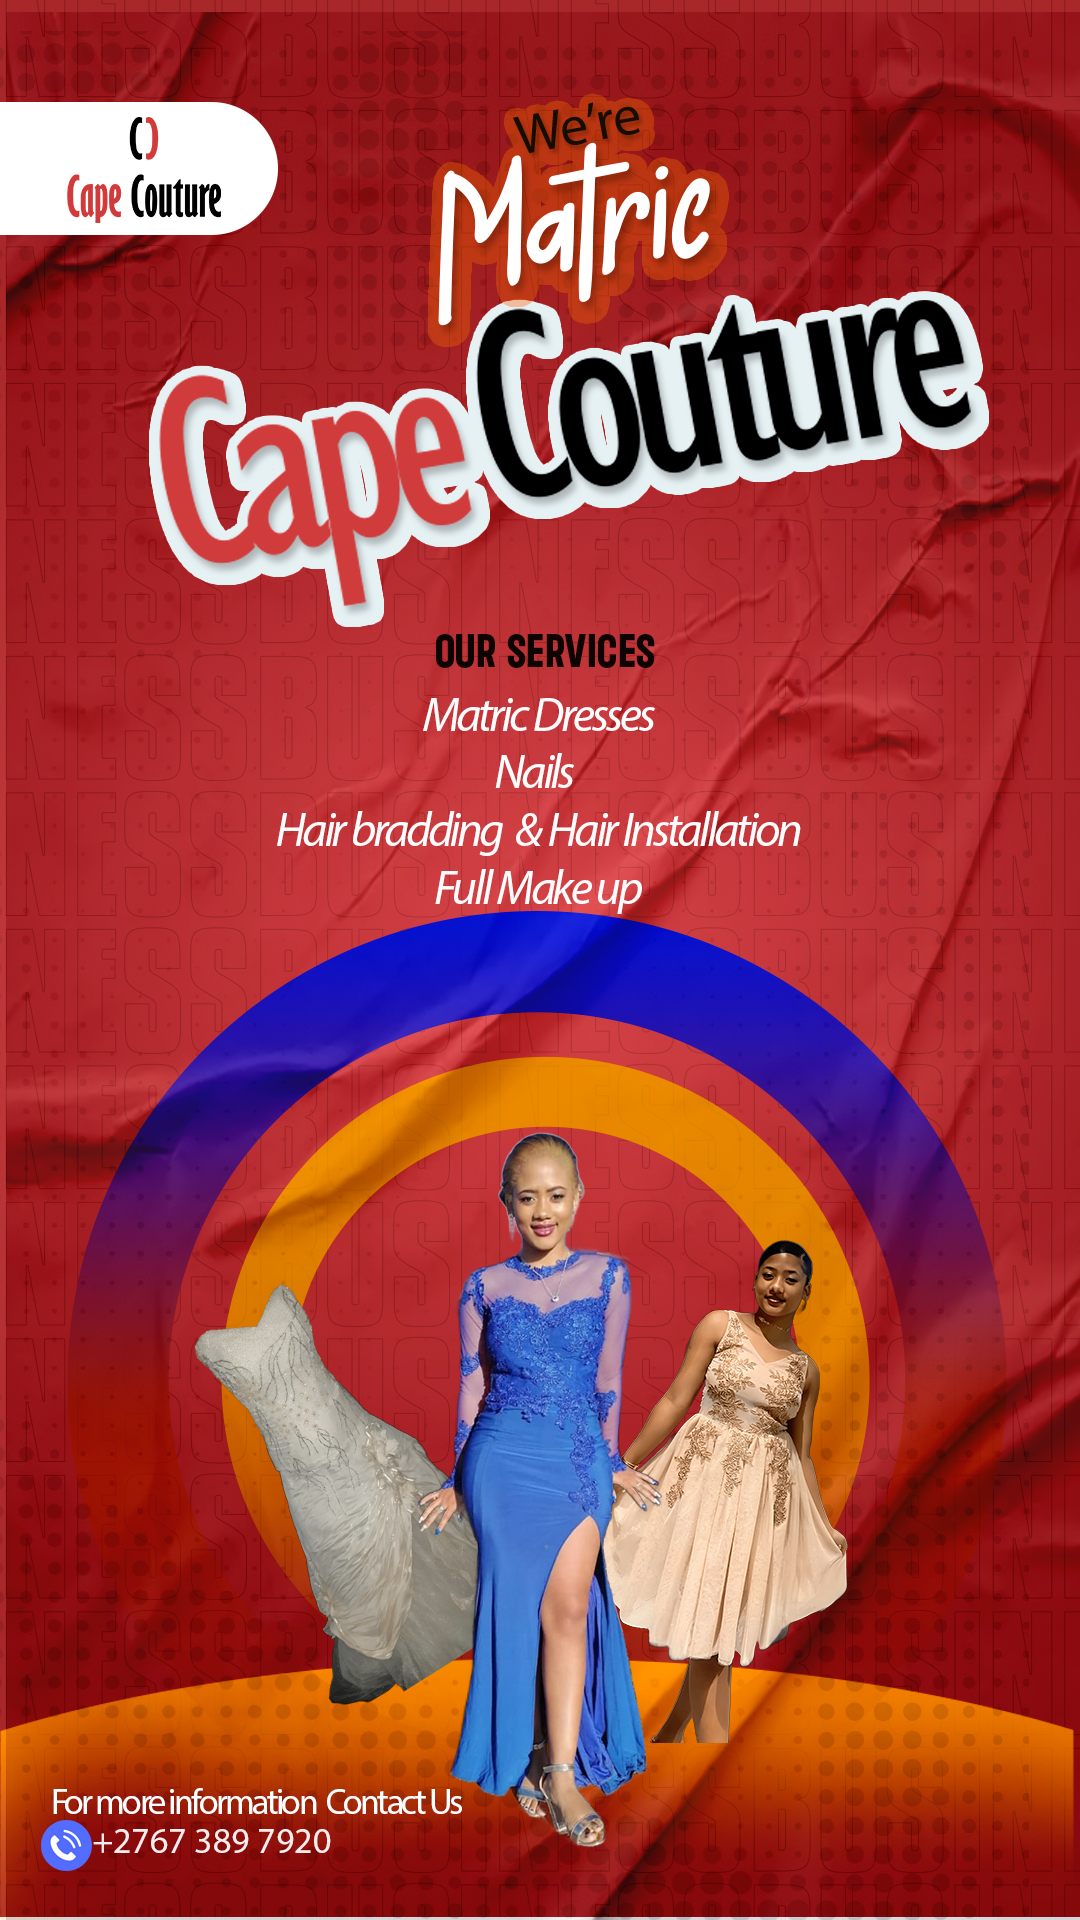 Cape Couture
We're
Matric
Cape Couture
OUR SERVICES
Matric Dresses
Nails
Hair bradding & Hair Installation
Full Make up
For more information Contact Us
+2767 389 7920